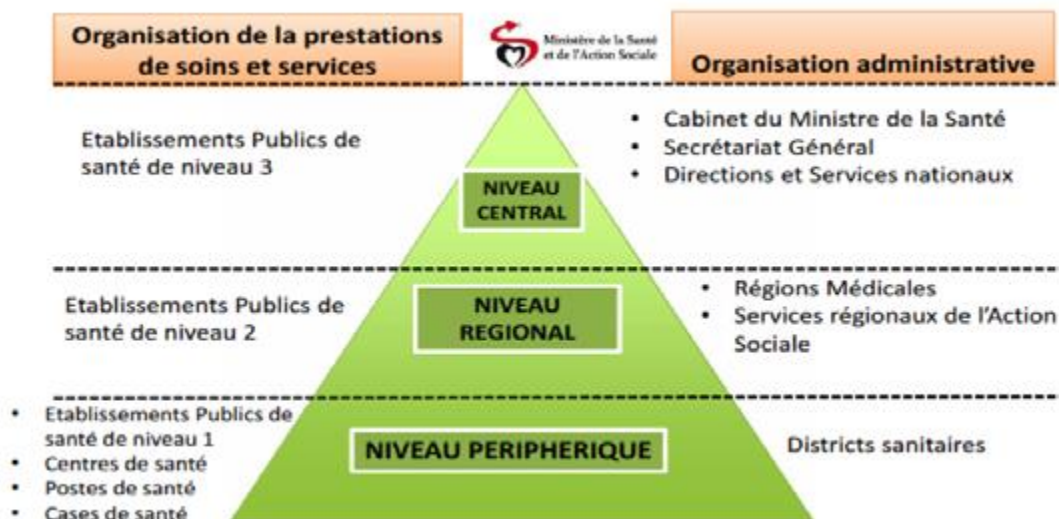 Organisation de la prestations
de soins et services
Ministère de la Santé
et de l'Action Sociale
Organisation administrative
Etablissements Publics de
santé de niveau 3
NIVEAU
CENTRAL
• Cabinet du Ministre de la Santé
• Secrétariat Général
• Directions et Services nationaux
Etablissements Publics de
santé de niveau 2
NIVEAU
REGIONAL
• Régions Médicales
• Services régionaux de l'Action
Sociale
• Etablissements Publics de
santé de niveau 1
• Centres de santé
• Postes de santé
• Cases de santé
NIVEAU PERIPHERIQUE
Districts sanitaires